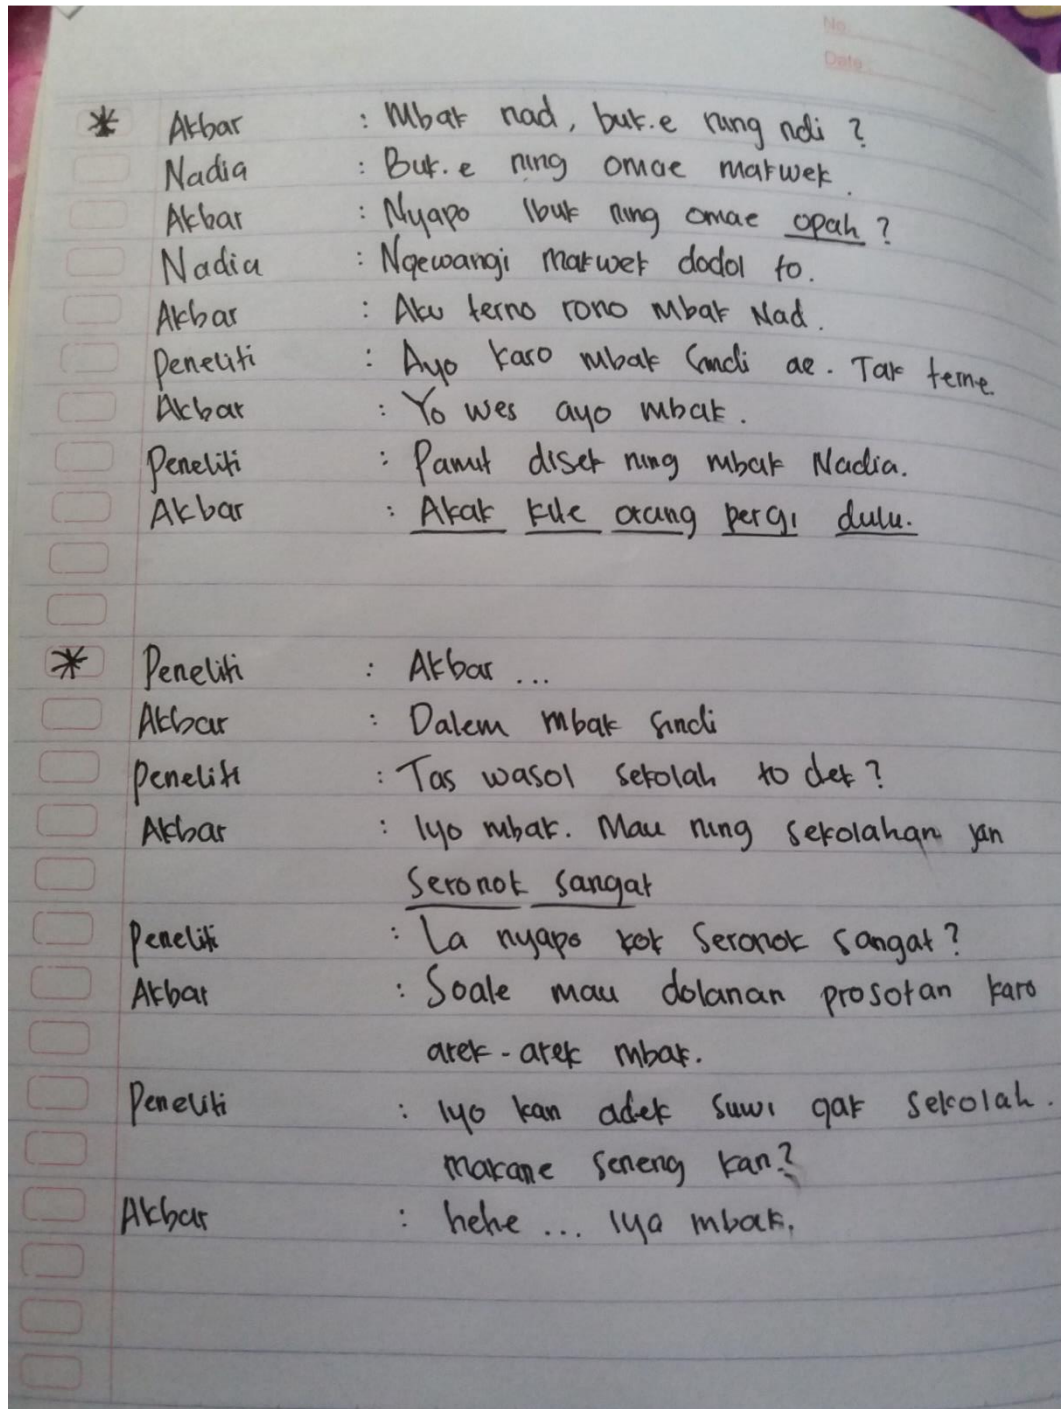 No
Date:
* Akbar : Mbak nad, buk.e ning ndi ?
Nadia : Buk.e ning omae makwek.
Akbar : Nyapo Ibuk ning omae opah ?
Nadia : Ngewangi makwek dodol to.
Akbar : Aku terno rono Mbak Nad.
Peneliti : Ayo karo mbak Sindi ae. Tak terne
Akbar : Yo wes ayo mbak.
Peneliti : Pamit disek ning mbak Nadia.
Akbar : Akak kite orang pergi dulu.
* Peneliti : Akbar ...
Akbar : Dalem mbak Sindi
Peneliti : Tas wasol sekolah to dek ?
Akbar : Iyo mbak. Mau ning sekolahan yan
Seronok sangat
Peneliti : La nyapo kok Seronok sangat ?
Akbar : Soale mau dolanan prosotan karo
arek-arek mbak.
Peneliti : Iyo kan adek suwi gak sekolah.
makane seneng kan?
Akbar : hehe ... Iya mbak.